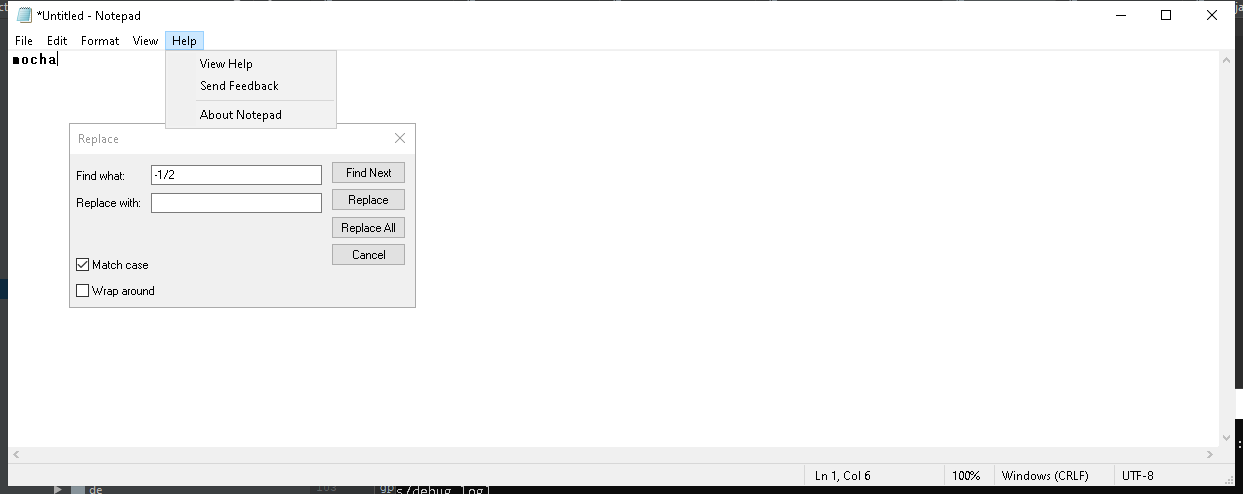 *Untitled - Notepad
File Edit Format View Help
mocha
View Help
Send Feedback
About Notepad
Replace
Find what: -1/2 Find Next
Replace with: Replace
Replace All
Cancel
Match case
Wrap around
Ln 1, Col 6 100% Windows (CRLF) UTF-8
de